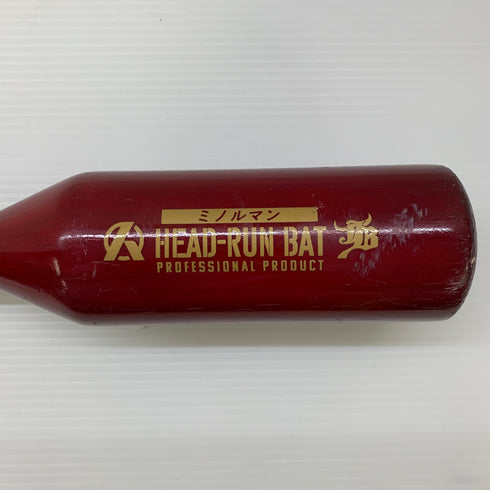 ミノルマン
HEAD-RUN BAT
PROFESSIONAL PRODUCT